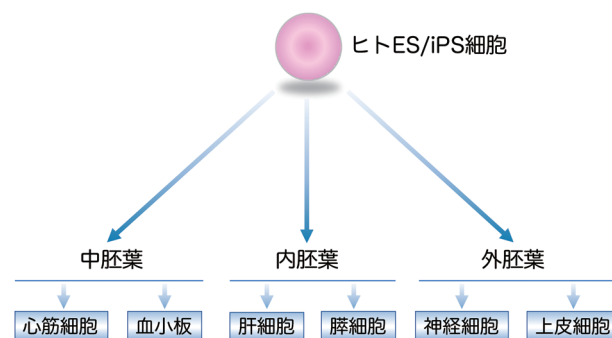 ヒトES/iPS細胞
中胚葉
内胚葉
外胚葉
心筋細胞
血小板
肝細胞
膵細胞
神経細胞
上皮細胞